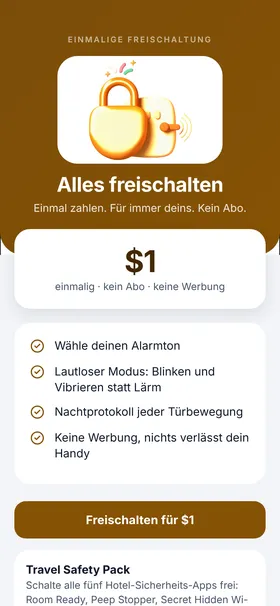 EINMALIGE FREISCHALTUNG
Alles freischalten
Einmal zahlen. Für immer deins. Kein Abo.
$1
einmalig · kein Abo · keine Werbung
Wähle deinen Alarmton
Lautloser Modus: Blinken und
Vibrieren statt Lärm
Nachtprotokoll jeder Türbewegung
Keine Werbung, nichts verlässt dein
Handy
Freischalten für $1
Travel Safety Pack
Schalte alle fünf Hotel-Sicherheits-Apps frei:
Room Ready, Peep Stopper, Secret Hidden Wi-